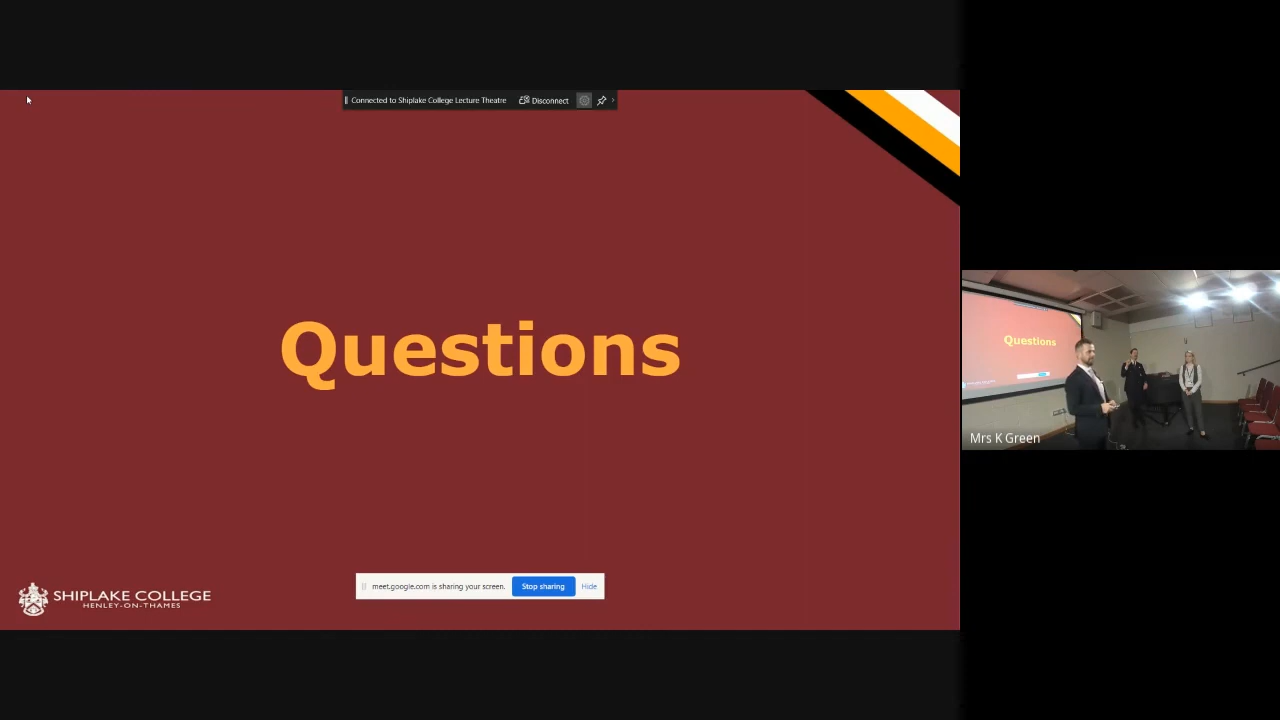 Connected to Shiplake College Lecture Theatre
Disconnect
Questions
Questions
Mrs K Green
meet.google.com is sharing your screen.
Stop sharing
Hide
SHIPLAKE COLLEGE
HENLEY-ON-THAMES